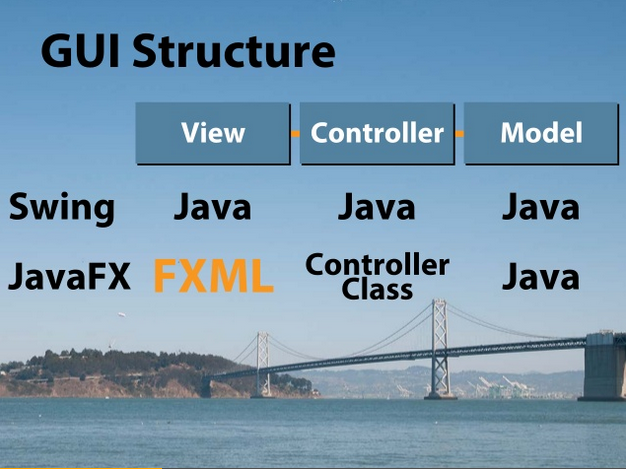 GUI Structure
View Controller Model
Swing Java Java Java
JavaFX FXML Controller Class Java